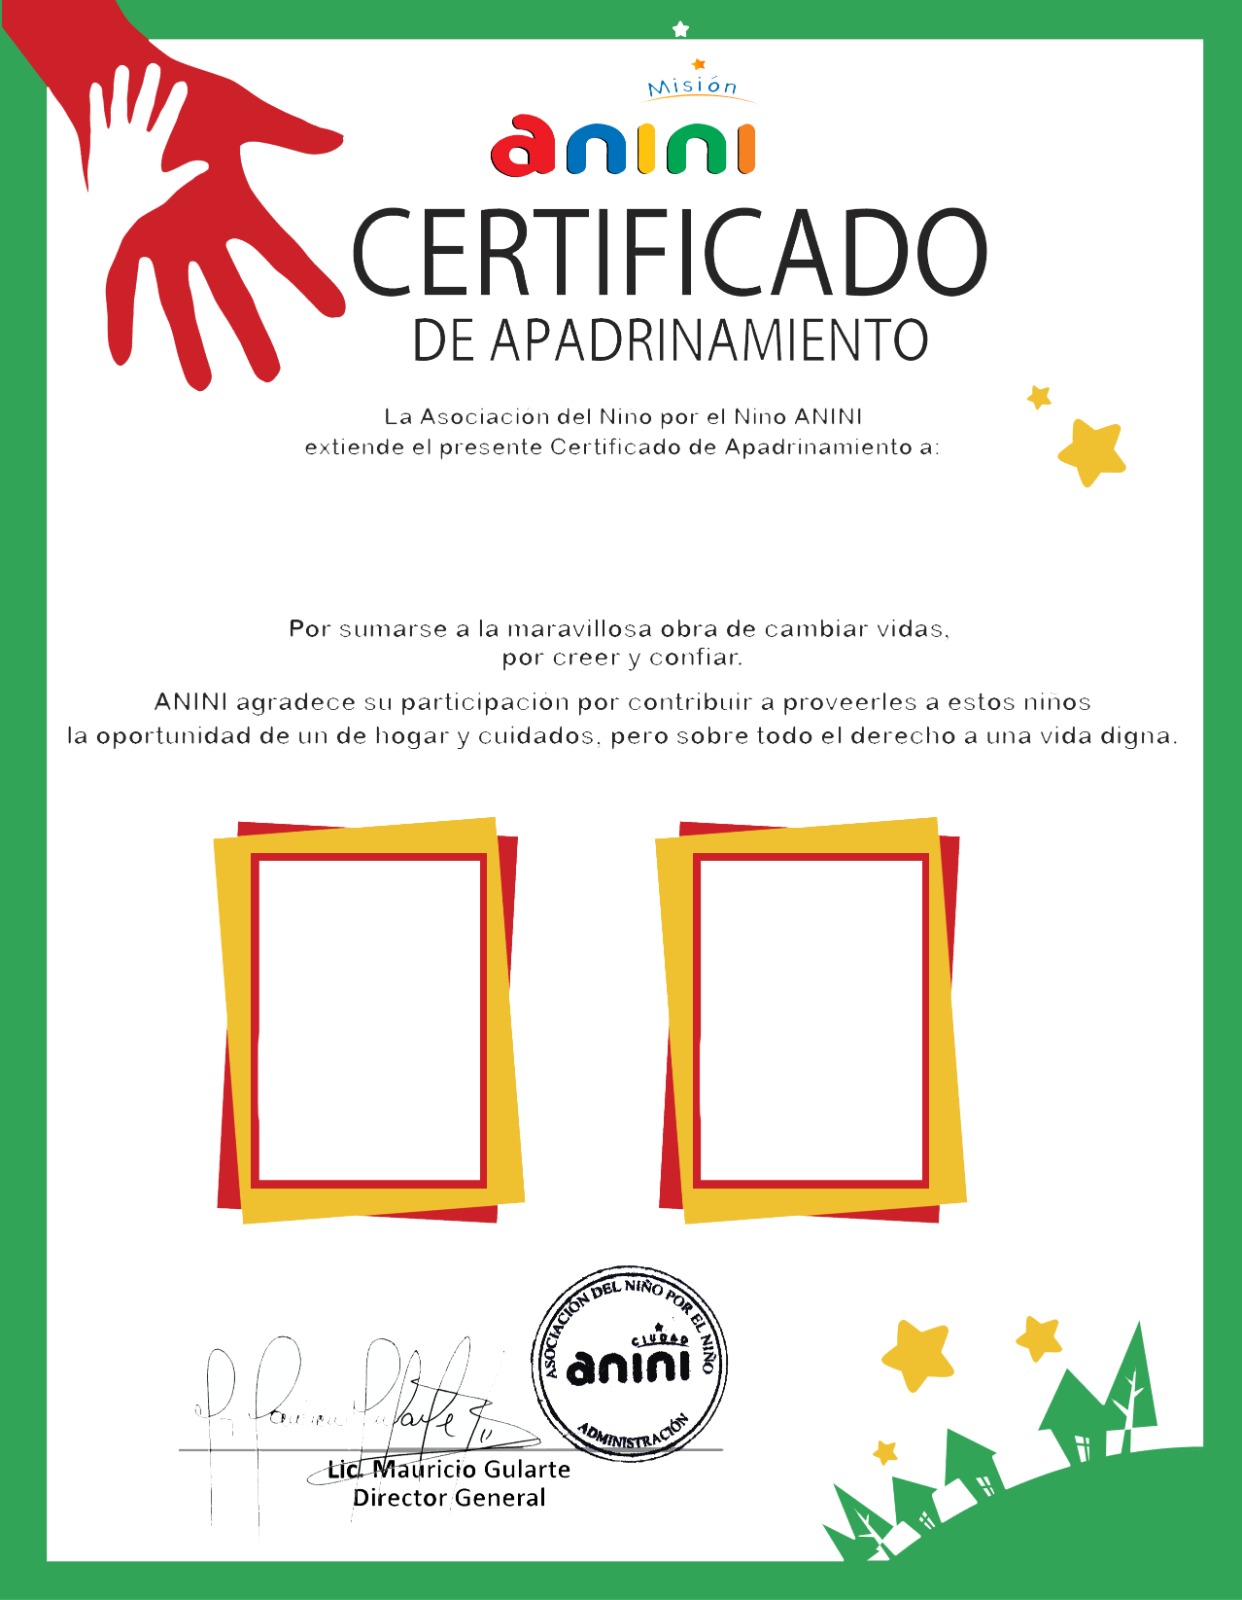 Misión
anini
CERTIFICADO
DE APADRINAMIENTO
La Asociación del Nino por el Nino ANINI
extiende el presente Certificado de Apadrinamiento a:
Por sumarse a la maravillosa obra de cambiar vidas,
por creer y confiar.
ANINI agradece su participación por contribuir a proveerles a estos niños
la oportunidad de un de hogar y cuidados, pero sobre todo el derecho a una vida digna.
ASOCIACIÓN DEL NIÑO POR EL NIÑO
CIUDAD
anini
ADMINISTRACIÓN
Lic. Mauricio Gularte
Director General